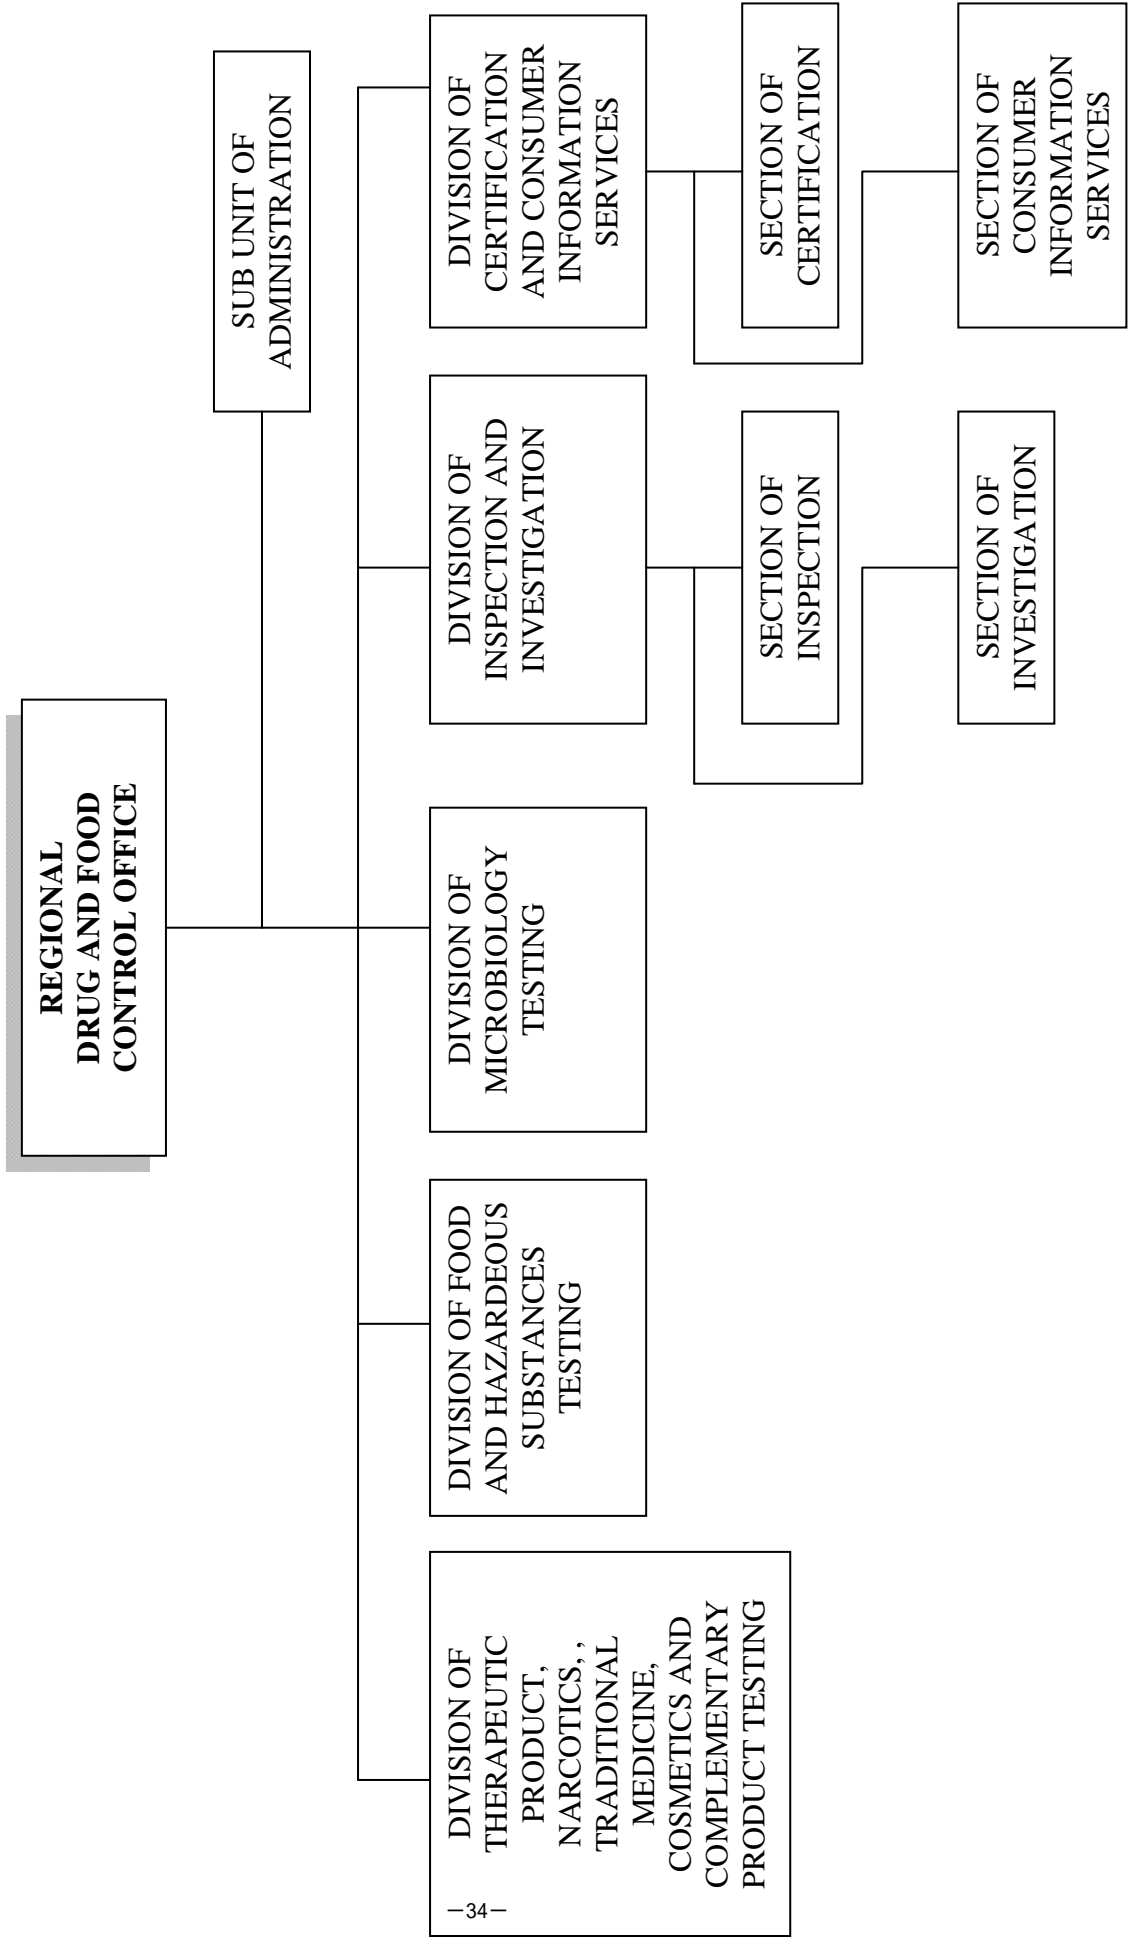 REGIONAL
DRUG AND FOOD
CONTROL OFFICE
SUB UNIT OF
ADMINISTRATION
DIVISION OF
THERAPEUTIC
PRODUCT,
NARCOTICS, ,
TRADITIONAL
MEDICINE,
COSMETICS AND
COMPLEMENTARY
PRODUCT TESTING
DIVISION OF FOOD
AND HAZARDEOUS
SUBSTANCES
TESTING
DIVISION OF
MICROBIOLOGY
TESTING
DIVISION OF
INSPECTION AND
INVESTIGATION
DIVISION OF
CERTIFICATION
AND CONSUMER
INFORMATION
SERVICES
SECTION OF
INSPECTION
SECTION OF
CERTIFICATION
SECTION OF
INVESTIGATION
SECTION OF
CONSUMER
INFORMATION
SERVICES
－34－